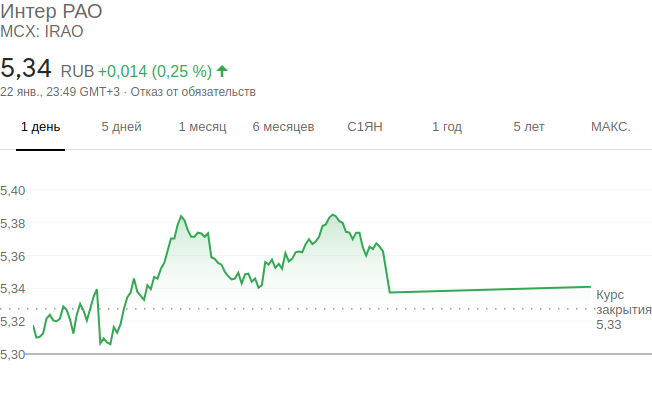 Интер РАО
MCX: IRAO
5,34 RUB +0,014 (0,25 %)
22 янв., 23:49 GMT+3 · Отказ от обязательств
1 день 5 дней 1 месяц 6 месяцев С1ЯН 1 год 5 лет МАКС.
5,40
5,38
5,36
5,34
5,32
5,30
Курс
закрытия
5,33